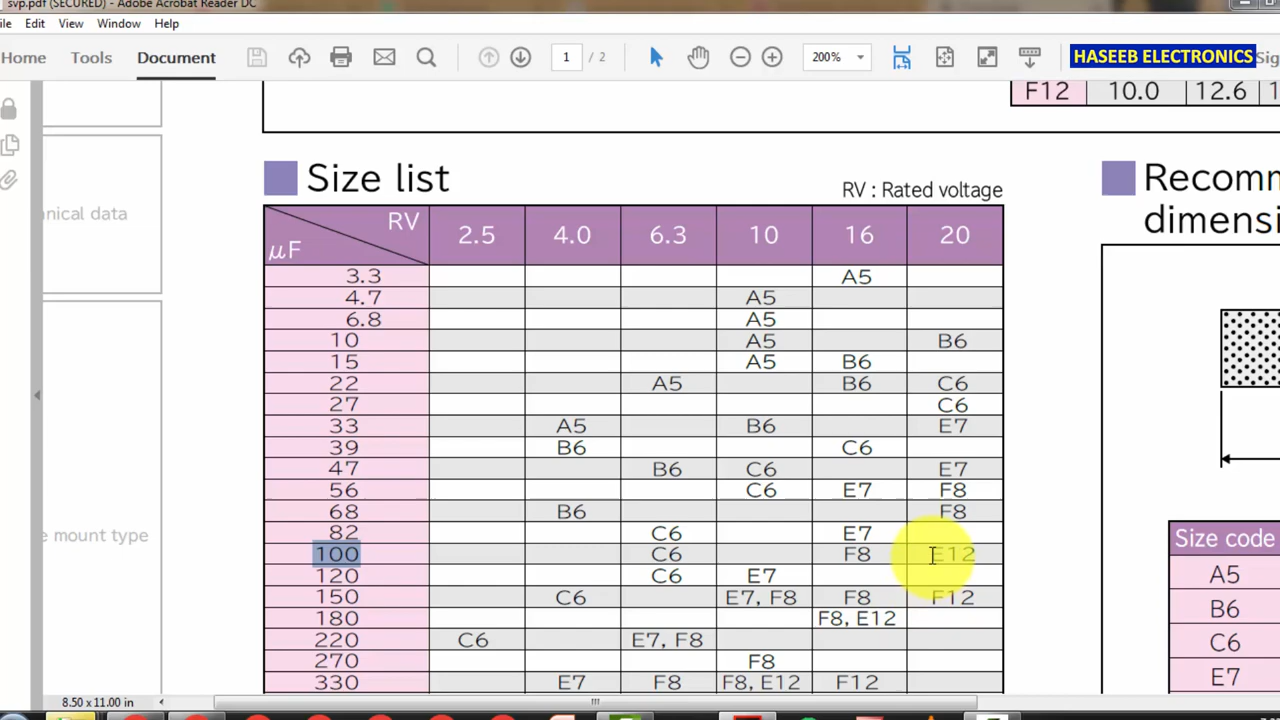 svp.pdf (SECURED) - Adobe Acrobat Reader DC
ile Edit View Window Help
Home Tools Document 1 / 2 200% HASEEB ELECTRONICS Sig
F12 10.0 12.6 1
Size list
RV : Rated voltage
Recomm
dimensi
nical data
e mount type
μF RV 2.5 4.0 6.3 10 16 20
3.3 A5
4.7 A5
6.8 A5
10 A5 B6
15 A5 B6
22 A5 B6 C6
27 C6
33 A5 B6 E7
39 B6 C6
47 B6 C6 E7
56 C6 E7 F8
68 B6 F8
82 C6 E7
100 C6 F8 E12
120 C6 E7
150 C6 E7, F8 F8 F12
180 F8, E12
220 C6 E7, F8
270 F8
330 E7 F8 F8, E12 F12
Size code
A5
B6
C6
E7
8.50 x 11.00 in